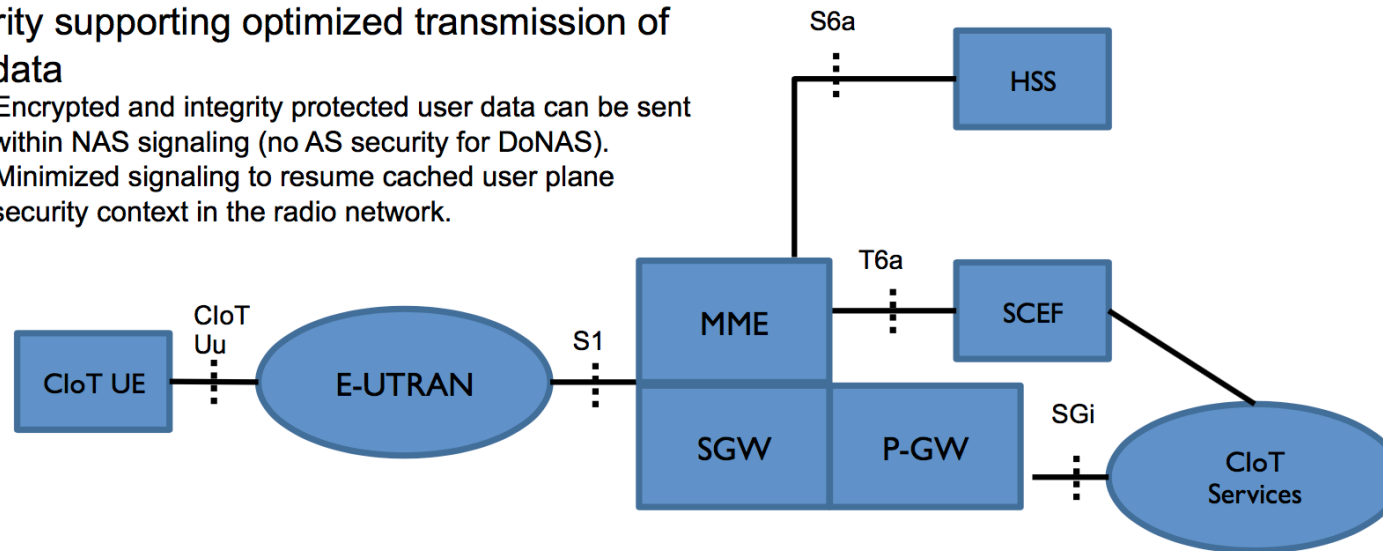 rity supporting optimized transmission of
data
Encrypted and integrity protected user data can be sent
within NAS signaling (no AS security for DoNAS).
Minimized signaling to resume cached user plane
security context in the radio network.
S6a
HSS
T6a
MME
SCEF
CIoT
Uu
S1
CIoT UE
E-UTRAN
SGW
P-GW
SGi
CIoT
Services